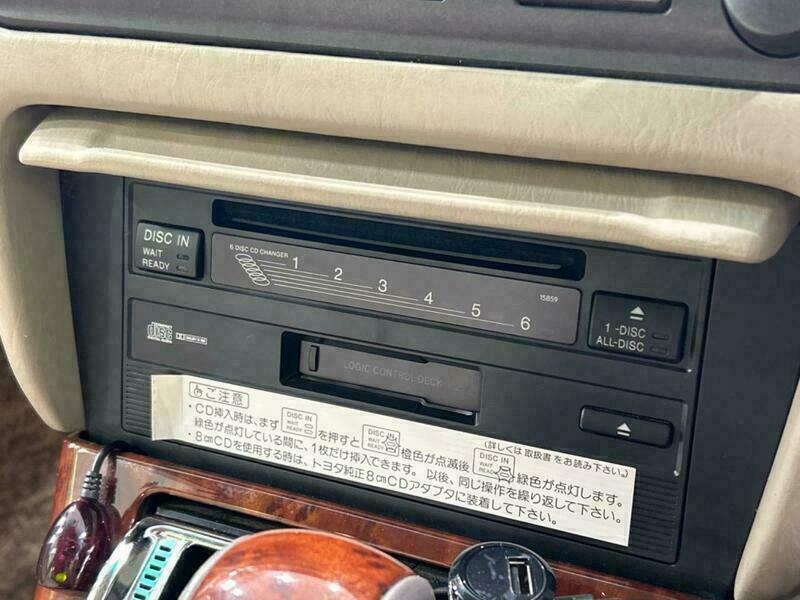 DISC IN
WAIT
READY
6 DISC CD CHANGER
1 2 3 4 5 6
15859
1-DISC
ALL-DISC
disc
LOGIC CONTROL DECK
ご注意
(詳しくは取扱書をお読み下さい。)
・CD挿入時は、まず DISC IN WAIT READY を押すと DISC IN WAIT READY 橙色が点滅後 DISC IN WAIT READY 緑色が点灯します。
緑色が点灯している間に、1枚だけ挿入できます。以後、同じ操作を繰り返して下さい。
・8cmCDを使用する時は、トヨタ純正8cmCDアダプタに装着して下さい。